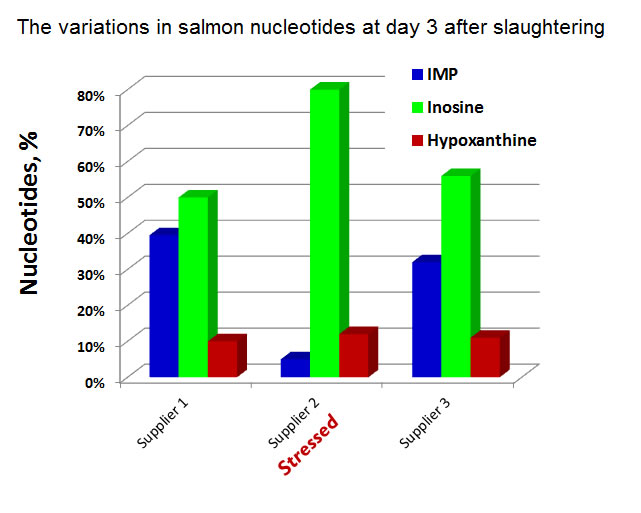 The variations in salmon nucleotides at day 3 after slaughtering
IMP
Inosine
Hypoxanthine
Nucleotides, %
80%
70%
60%
50%
40%
30%
20%
10%
0%
Supplier 1
Supplier 2
Stressed
Supplier 3